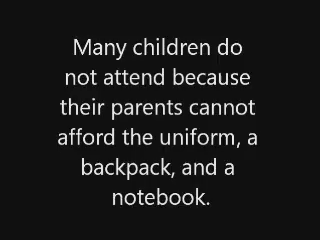 Many children do
not attend because
their parents cannot
afford the uniform, a
backpack, and a
notebook.